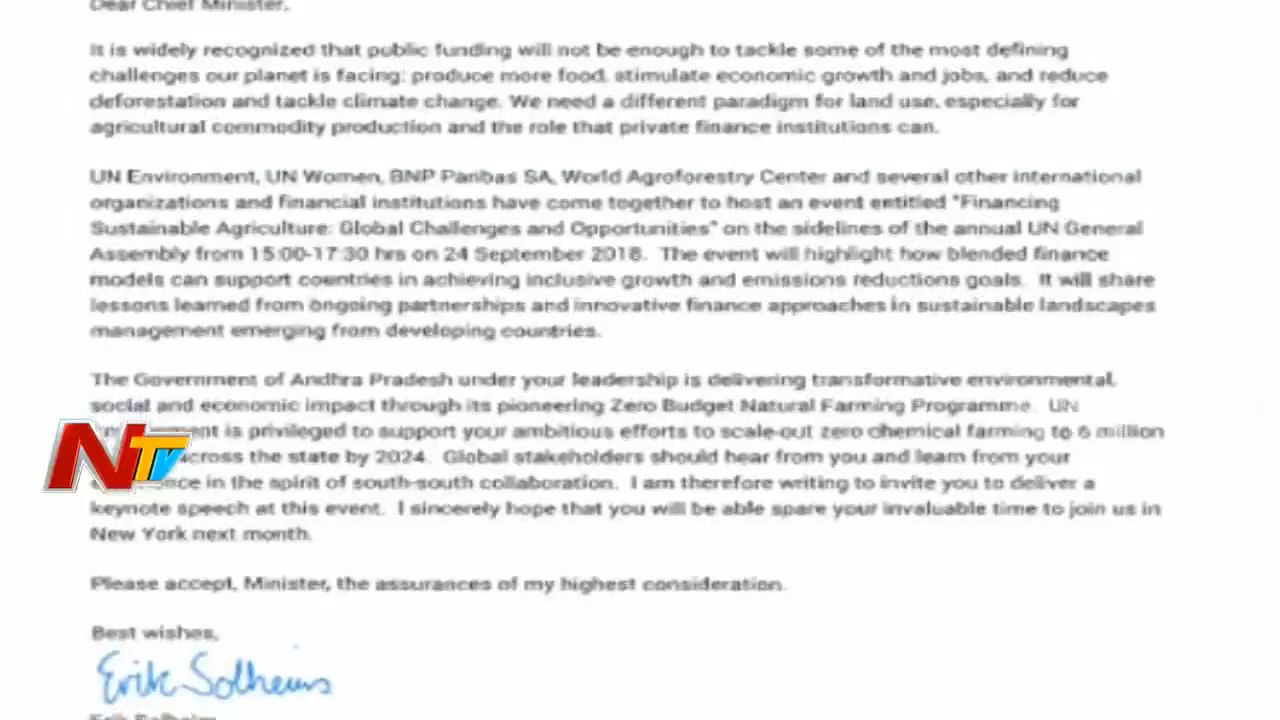 Dear Chief Minister,
It is widely recognized that public funding will not be enough to tackle some of the most defining
challenges our planet is facing: produce more food, stimulate economic growth and jobs, and reduce
deforestation and tackle climate change. We need a different paradigm for land use, especially for
agricultural commodity production and the role that private finance institutions can.
UN Environment, UN Women, BNP Paribas SA, World Agroforestry Center and several other international
organizations and financial institutions have come together to host an event entitled "Financing
Sustainable Agriculture: Global Challenges and Opportunities" on the sidelines of the annual UN General
Assembly from 15:00-17:30 hrs on 24 September 2018. The event will highlight how blended finance
models can support countries in achieving inclusive growth and emissions reductions goals. It will share
lessons learned from ongoing partnerships and innovative finance approaches in sustainable landscapes
management emerging from developing countries.
The Government of Andhra Pradesh under your leadership is delivering transformative environmental,
social and economic impact through its pioneering Zero Budget Natural Farming Programme. UN
is privileged to support your ambitious efforts to scale-out zero chemical farming to 6 million
NTV
across the state by 2024. Global stakeholders should hear from you and learn from your
in the spirit of south-south collaboration. I am therefore writing to invite you to deliver a
keynote speech at this event. I sincerely hope that you will be able spare your invaluable time to join us in
New York next month.
Please accept, Minister, the assurances of my highest consideration.
Best wishes,
Erik Solheim
Erik Solheim